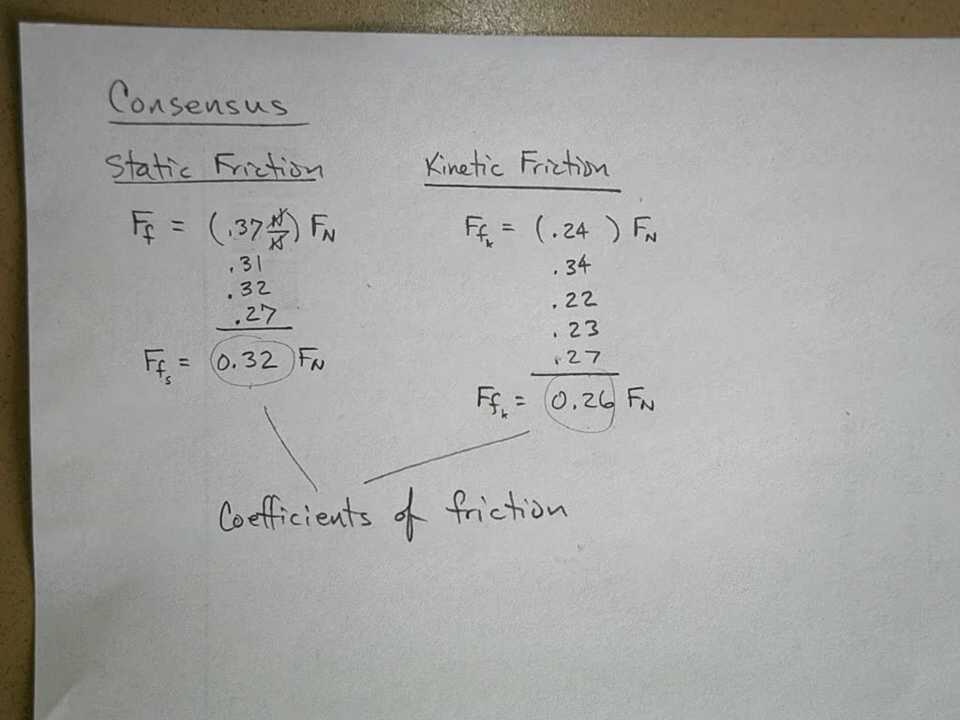 Consensus
Static Friction
Ff = (.37 N/N) FN
.31
.32
.27
Ffs = 0.32 FN
Kinetic Friction
Ffk = (.24 ) FN
.34
.22
.23
.27
Ffk = 0.26 FN
Coefficients of friction